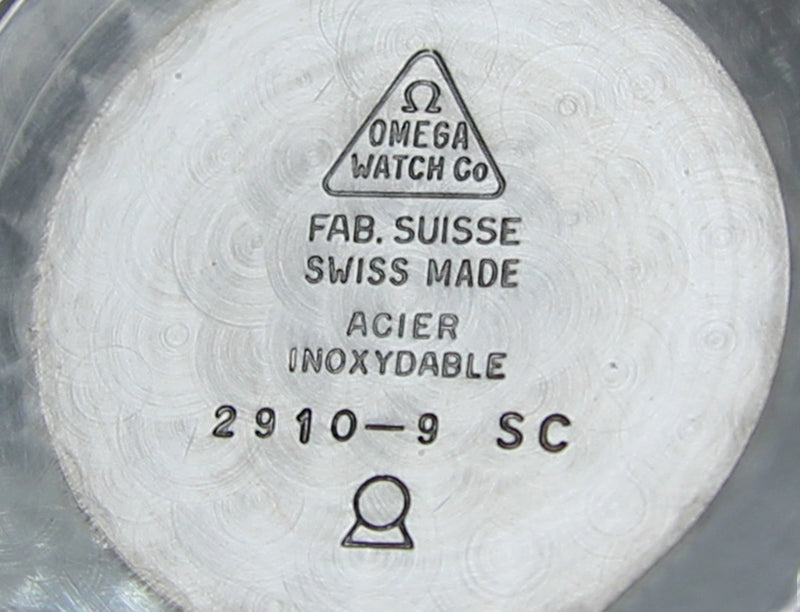 Ω
OMEGA
WATCH Co
FAB. SUISSE
SWISS MADE
ACIER
INOXYDABLE
2910-9 SC